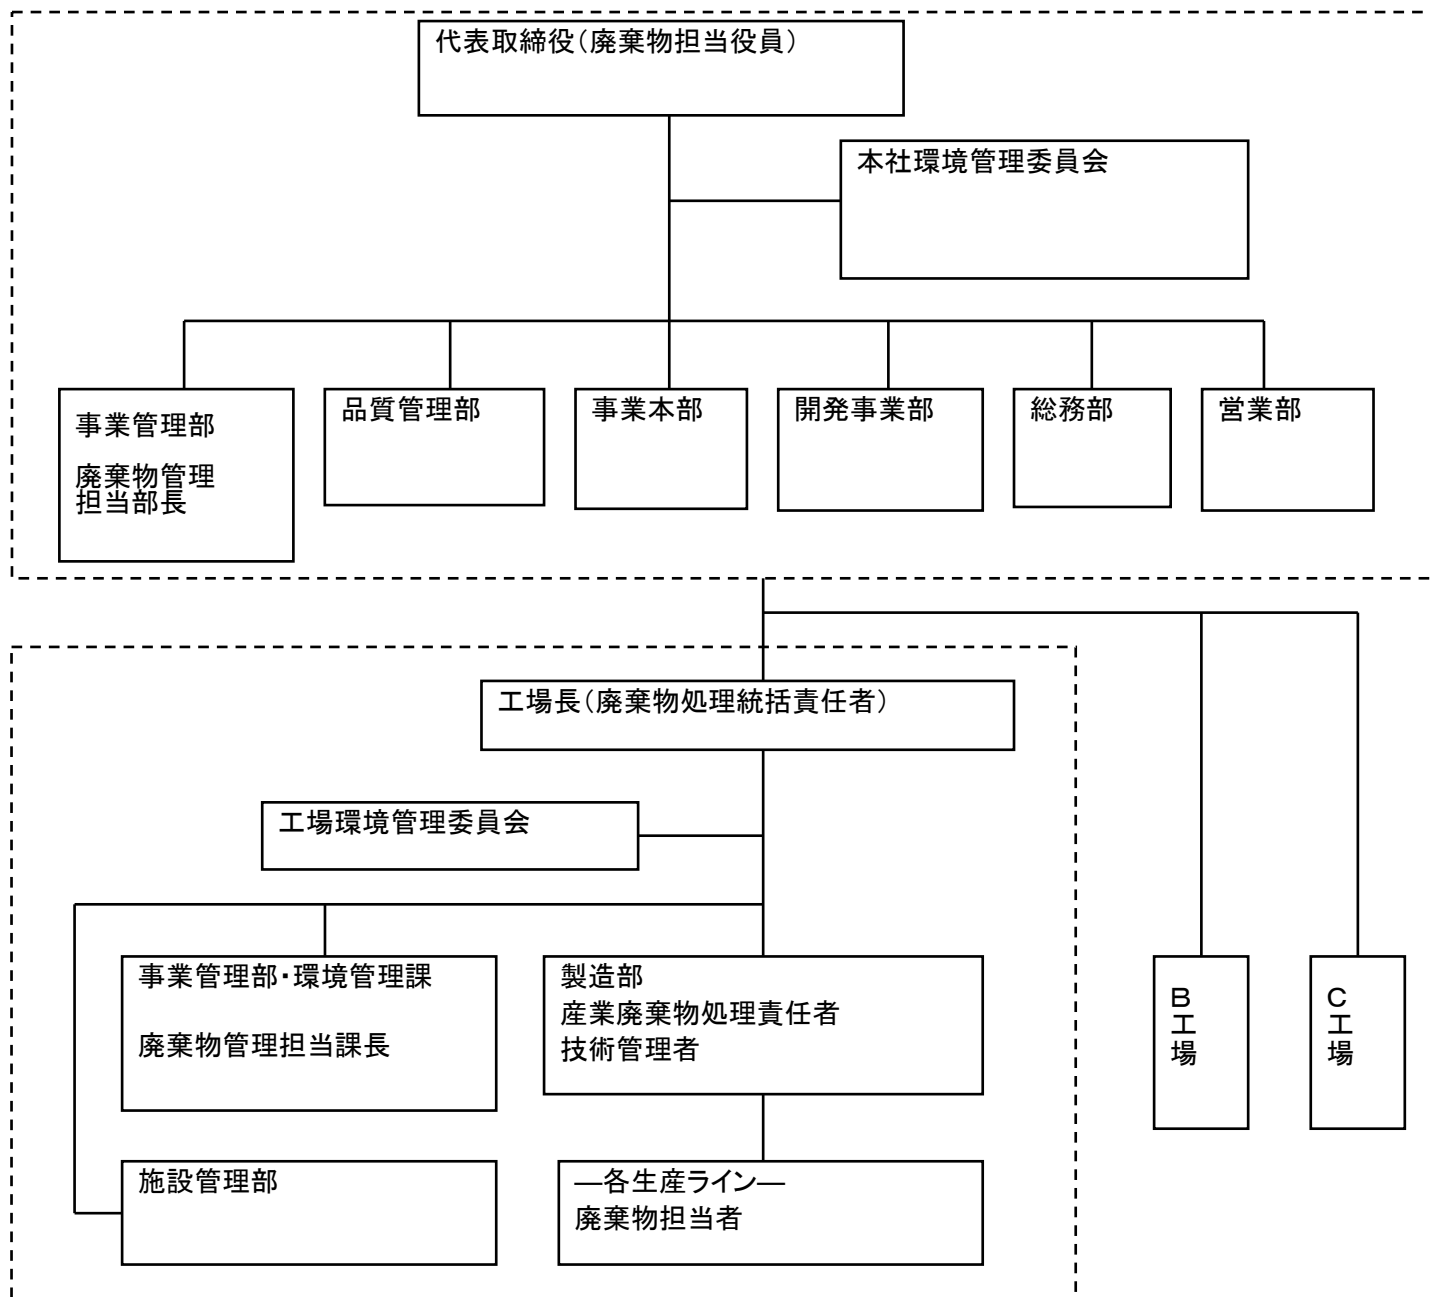 代表取締役（廃棄物担当役員）
本社環境管理委員会
事業管理部
廃棄物管理
担当部長
品質管理部
事業本部
開発事業部
総務部
営業部
工場長（廃棄物処理統括責任者）
工場環境管理委員会
事業管理部・環境管理課
廃棄物管理担当課長
製造部
産業廃棄物処理責任者
技術管理者
Ｂ工場
Ｃ工場
施設管理部
―各生産ライン―
廃棄物担当者